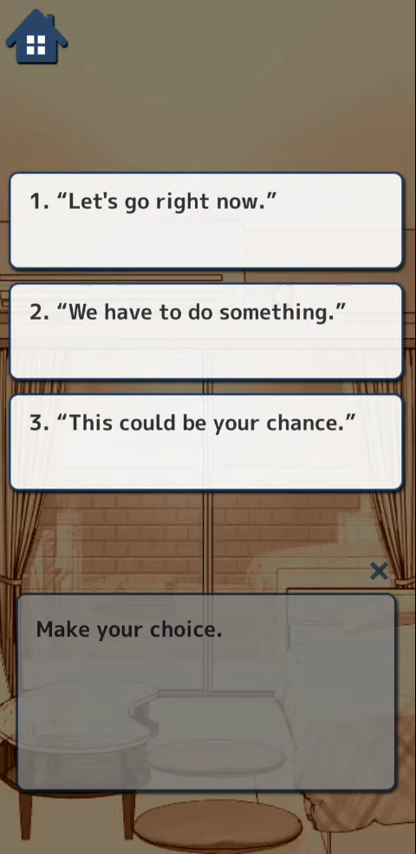 1. “Let's go right now.”
2. “We have to do something.”
3. “This could be your chance.”
Make your choice.